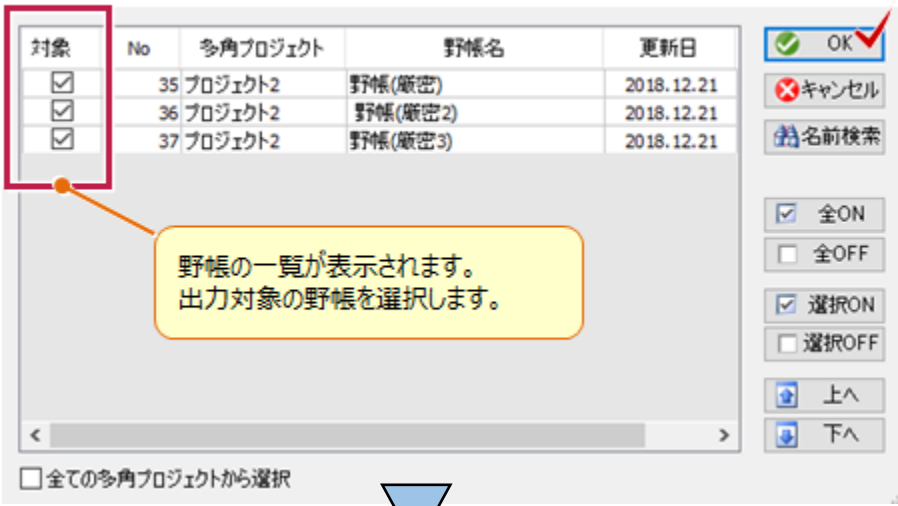 対象 No 多角プロジェクト 野帳名 更新日
35 プロジェクト2 野帳(厳密) 2018.12.21
36 プロジェクト2 野帳(厳密2) 2018.12.21
37 プロジェクト2 野帳(厳密3) 2018.12.21
野帳の一覧が表示されます。
出力対象の野帳を選択します。
全ての多角プロジェクトから選択
OK
キャンセル
名前検索
全ON
全OFF
選択ON
選択OFF
上へ
下へ